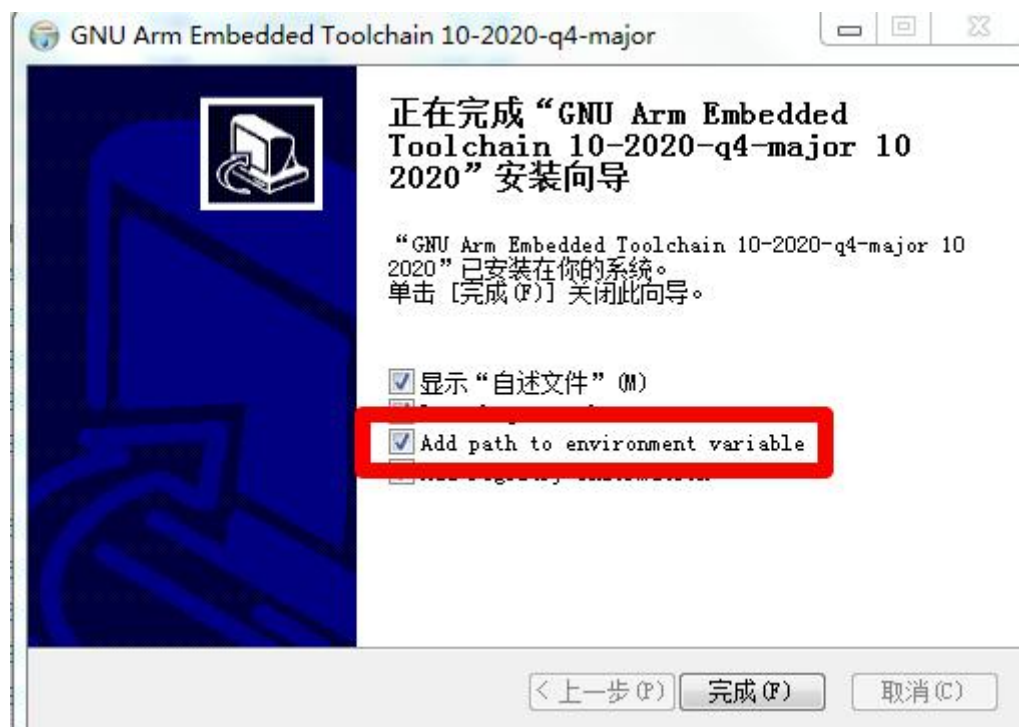 GNU Arm Embedded Toolchain 10-2020-q4-major
正在完成“GNU Arm Embedded
Toolchain 10-2020-q4-major 10
2020”安装向导
“GNU Arm Embedded Toolchain 10-2020-q4-major 10
2020”已安装在你的系统。
单击 [完成(F)] 关闭此向导。
显示“自述文件”(M)
Add path to environment variable
<上一步(P) 完成(F) 取消(C)